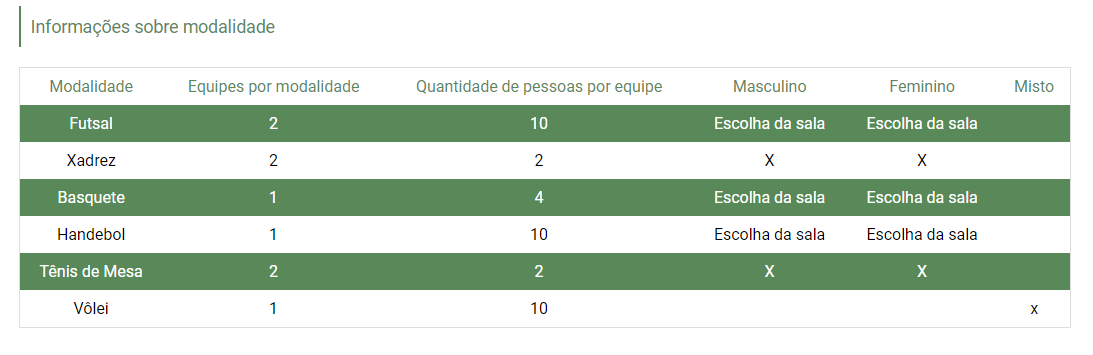 Informações sobre modalidade
Modalidade Equipes por modalidade Quantidade de pessoas por equipe Masculino Feminino Misto
Futsal 2 10 Escolha da sala Escolha da sala
Xadrez 2 2 X X
Basquete 1 4 Escolha da sala Escolha da sala
Handebol 1 10 Escolha da sala Escolha da sala
Tênis de Mesa 2 2 X X
Vôlei 1 10 x